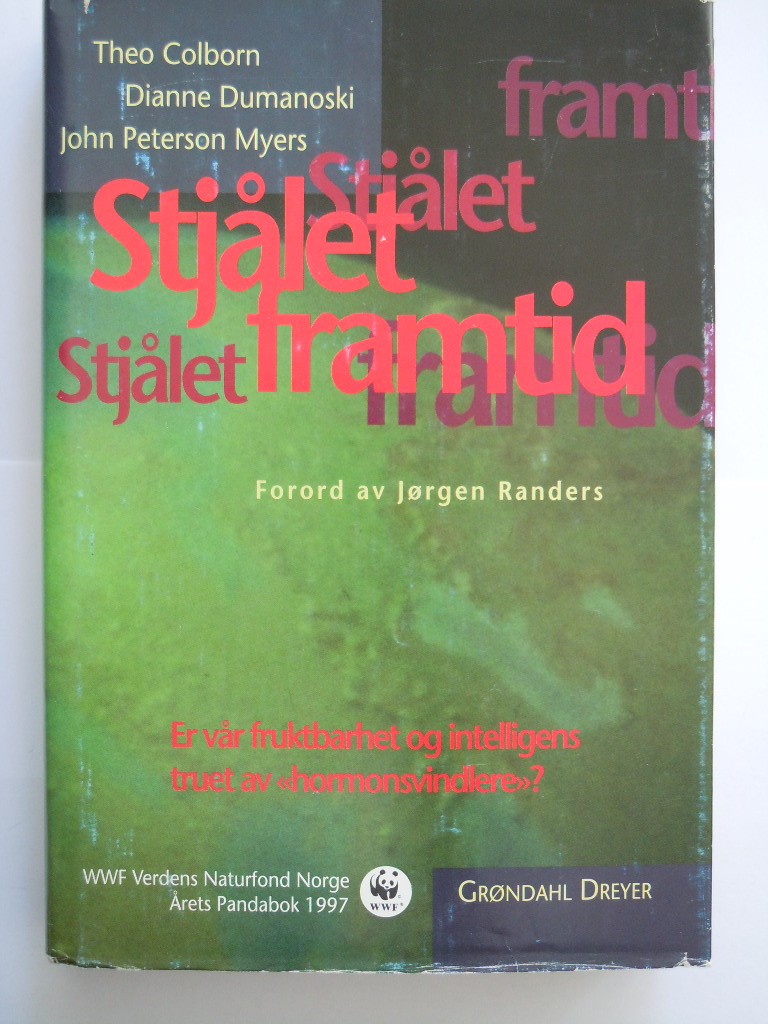 Theo Colborn
Dianne Dumanoski
John Peterson Myers
framt
Stjålet
Stjålet
framtid
Stjålet
framtid
Forord av Jørgen Randers
Er vår fruktbarhet og intelligens
truet av «hormonsvindlere»?
WWF Verdens Naturfond Norge
Årets Pandabok 1997
WWF
GRØNDAHL DREYER